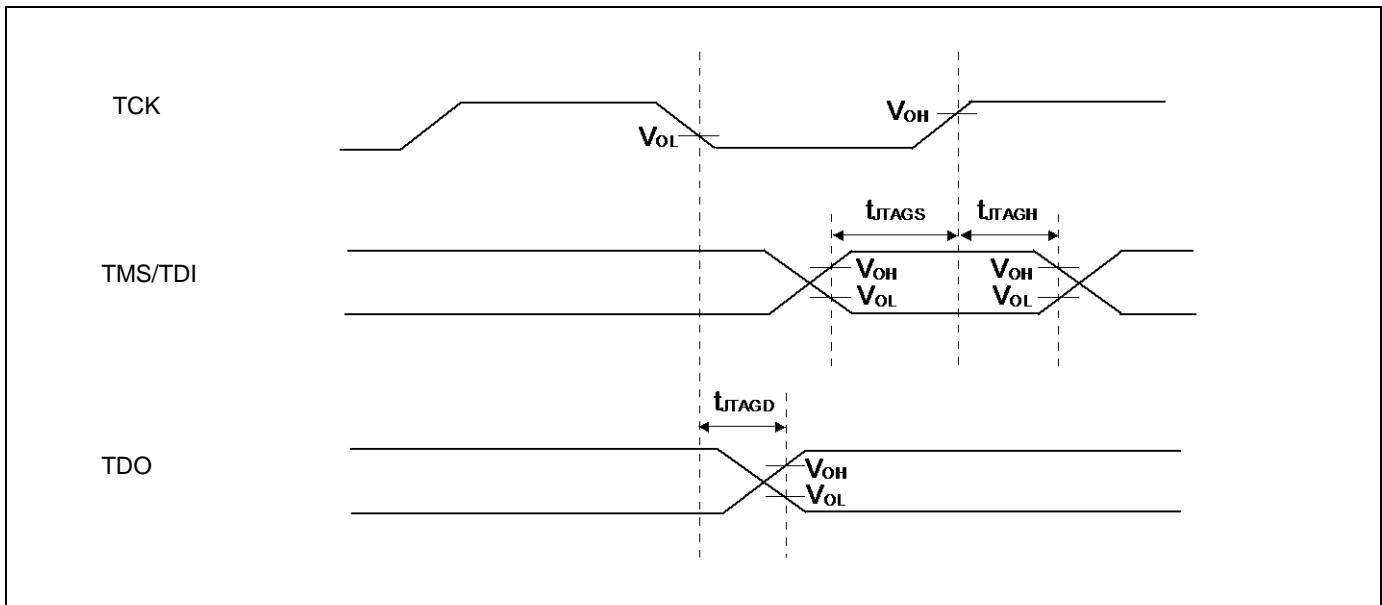 TCK
VOL
VOH
tJTAGS tJTAGH
TMS/TDI
VOH VOH
VOL VOL
tJTAGD
TDO
VOH
VOL